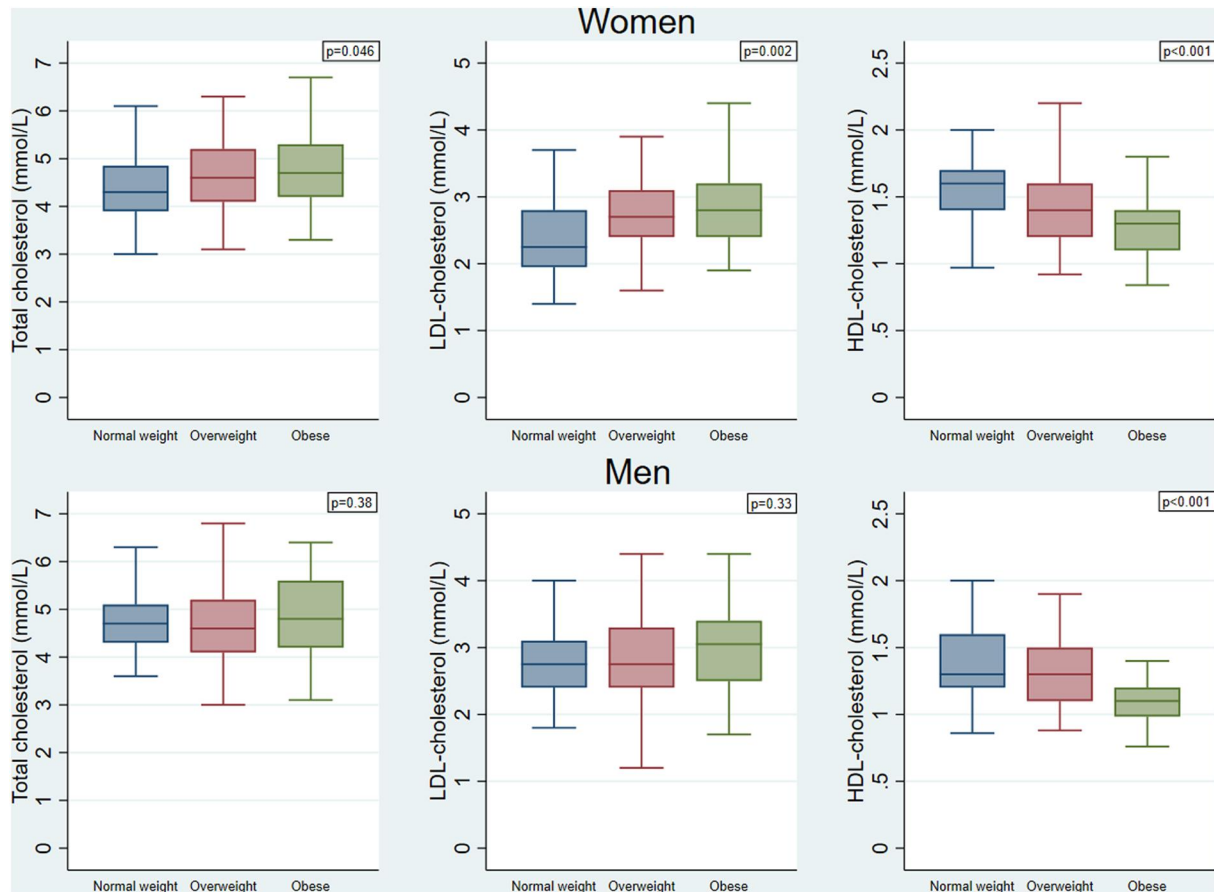 Women
p=0.046
Total cholesterol (mmol/L)
7
6
5
4
3
2
1
0
Normal weight Overweight Obese
p=0.002
LDL-cholesterol (mmol/L)
5
4
3
2
1
0
Normal weight Overweight Obese
p<0.001
HDL-cholesterol (mmol/L)
2.5
2
1.5
1
.5
0
Normal weight Overweight Obese
Men
p=0.38
Total cholesterol (mmol/L)
7
6
5
4
3
2
1
0
Normal weight Overweight Obese
p=0.33
LDL-cholesterol (mmol/L)
5
4
3
2
1
0
Normal weight Overweight Obese
p<0.001
HDL-cholesterol (mmol/L)
2.5
2
1.5
1
.5
0
Normal weight Overweight Obese